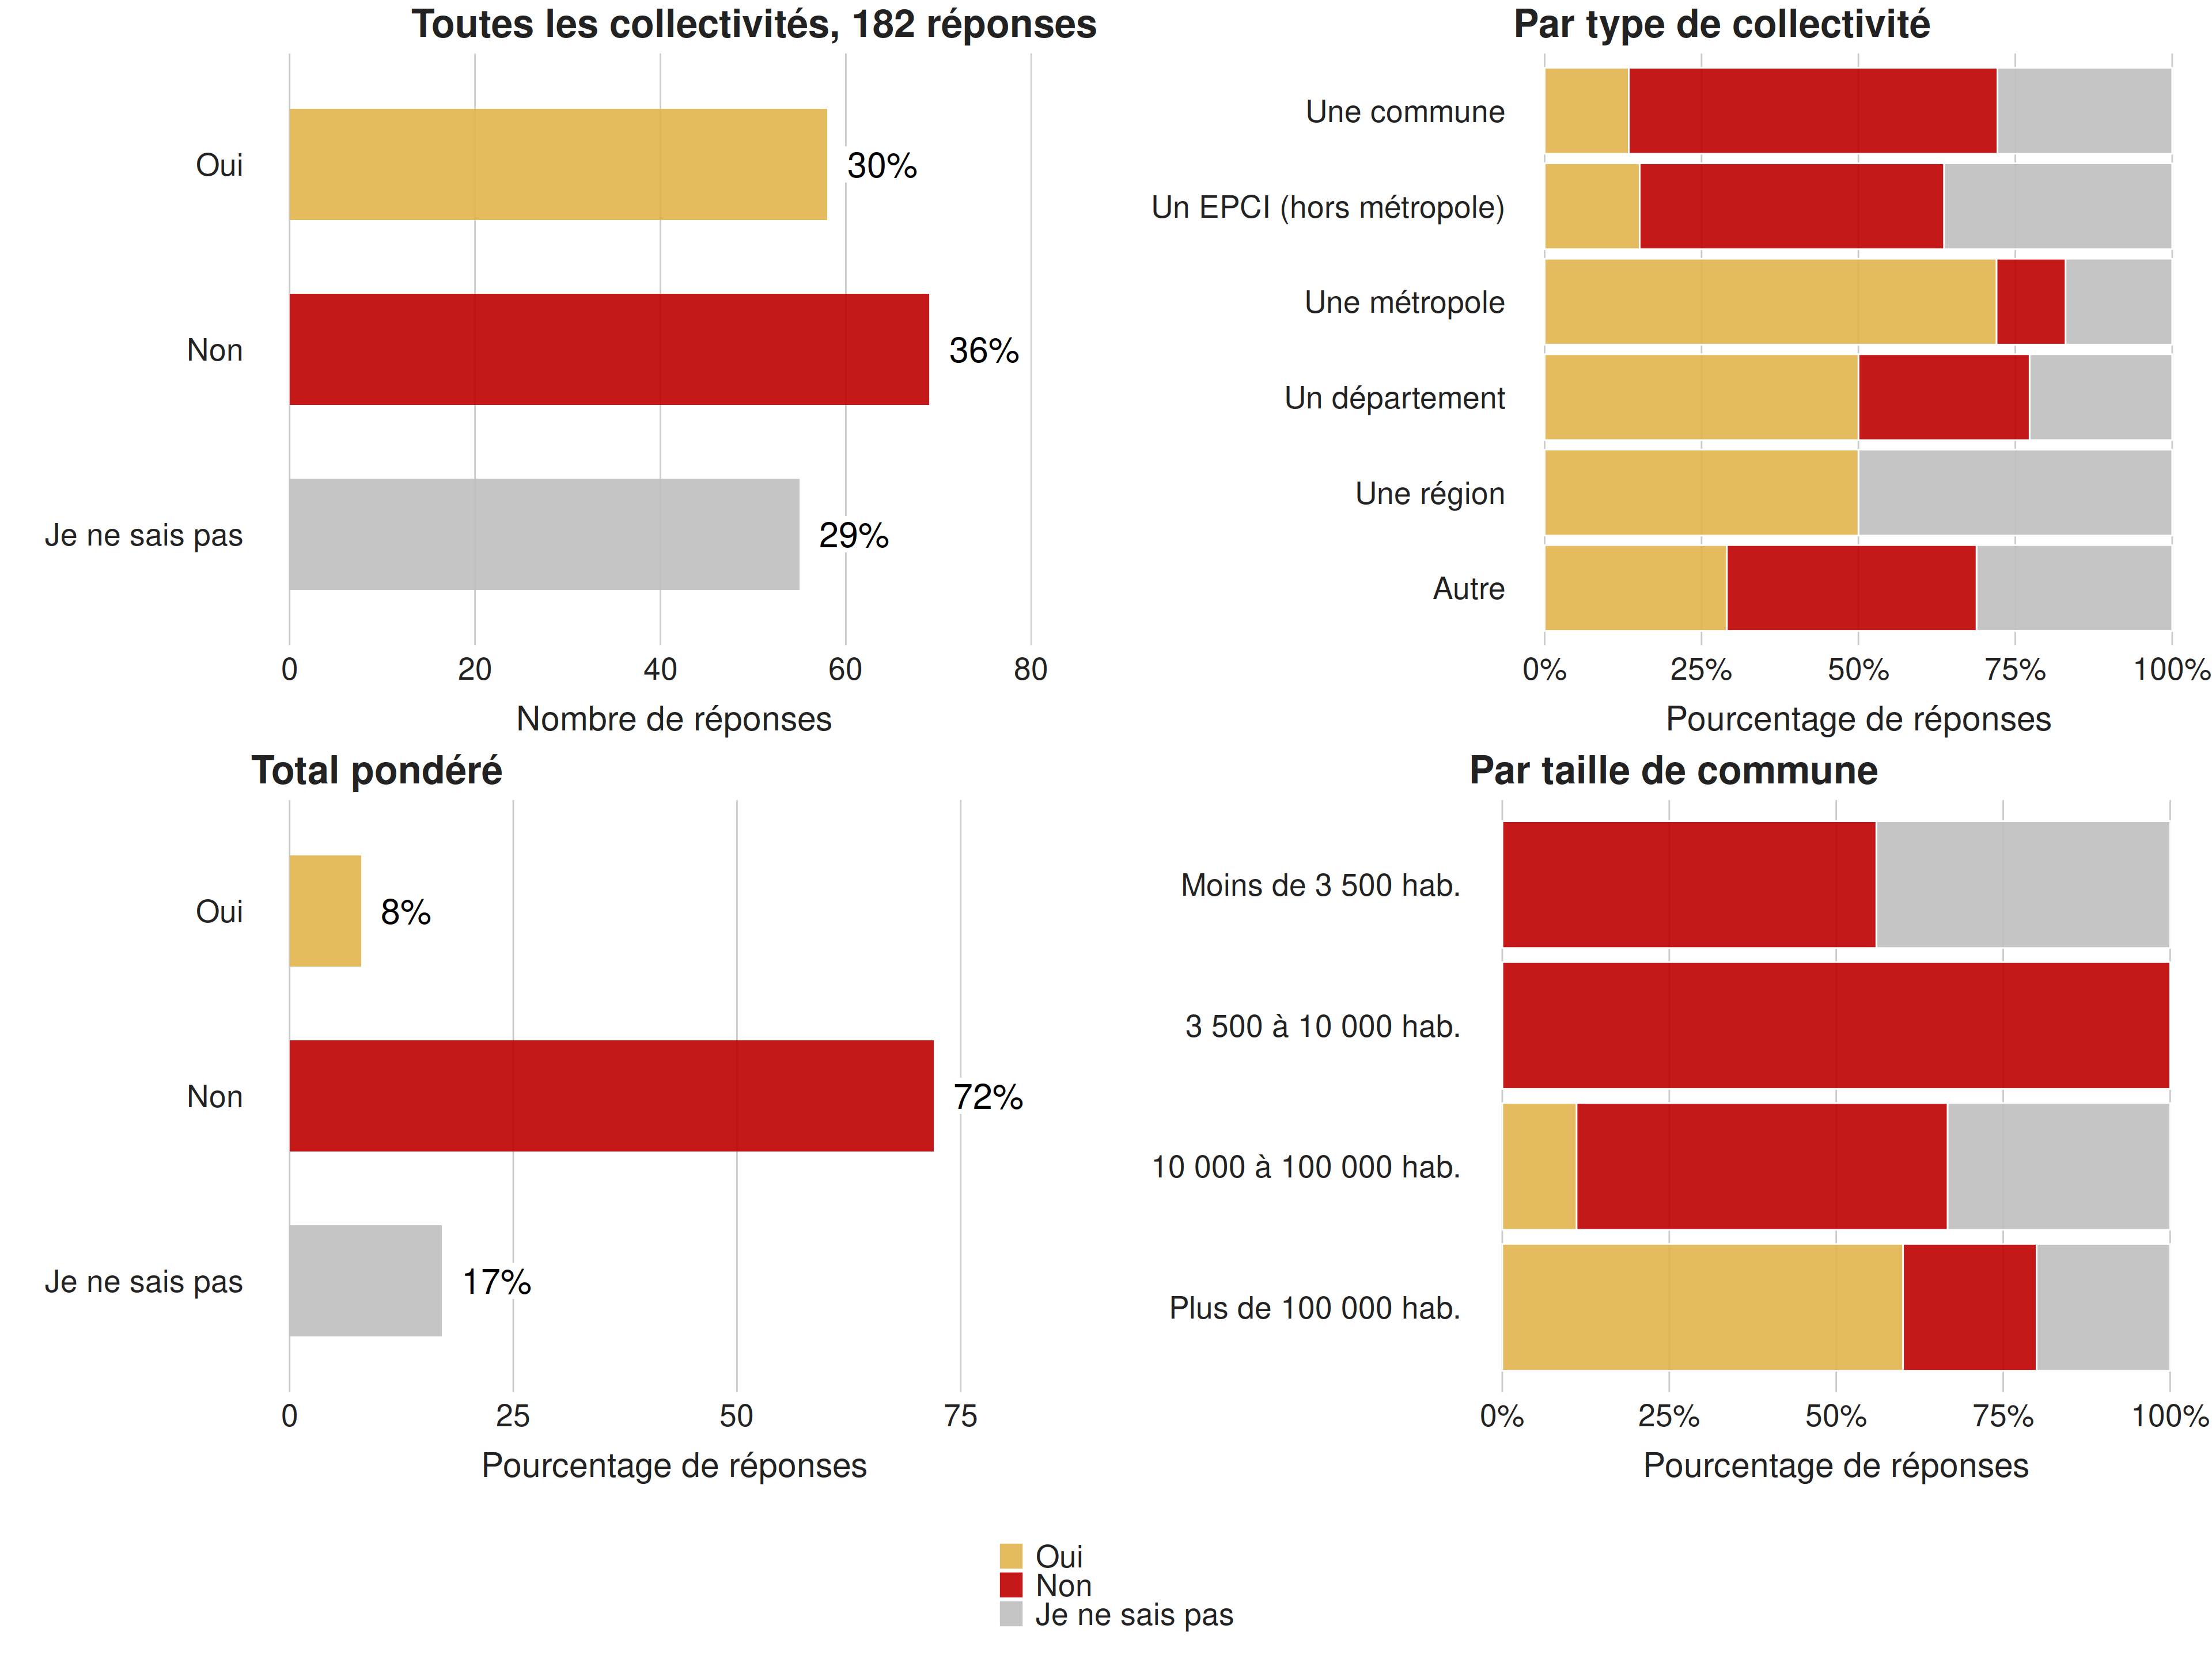 Toutes les collectivités, 182 réponses
Oui
30%
Non
36%
Je ne sais pas
29%
0 20 40 60 80
Nombre de réponses
Par type de collectivité
Une commune
Un EPCI (hors métropole)
Une métropole
Un département
Une région
Autre
0% 25% 50% 75% 100%
Pourcentage de réponses
Total pondéré
Oui
8%
Non
72%
Je ne sais pas
17%
0 25 50 75
Pourcentage de réponses
Par taille de commune
Moins de 3 500 hab.
3 500 à 10 000 hab.
10 000 à 100 000 hab.
Plus de 100 000 hab.
0% 25% 50% 75% 100%
Pourcentage de réponses
Oui
Non
Je ne sais pas